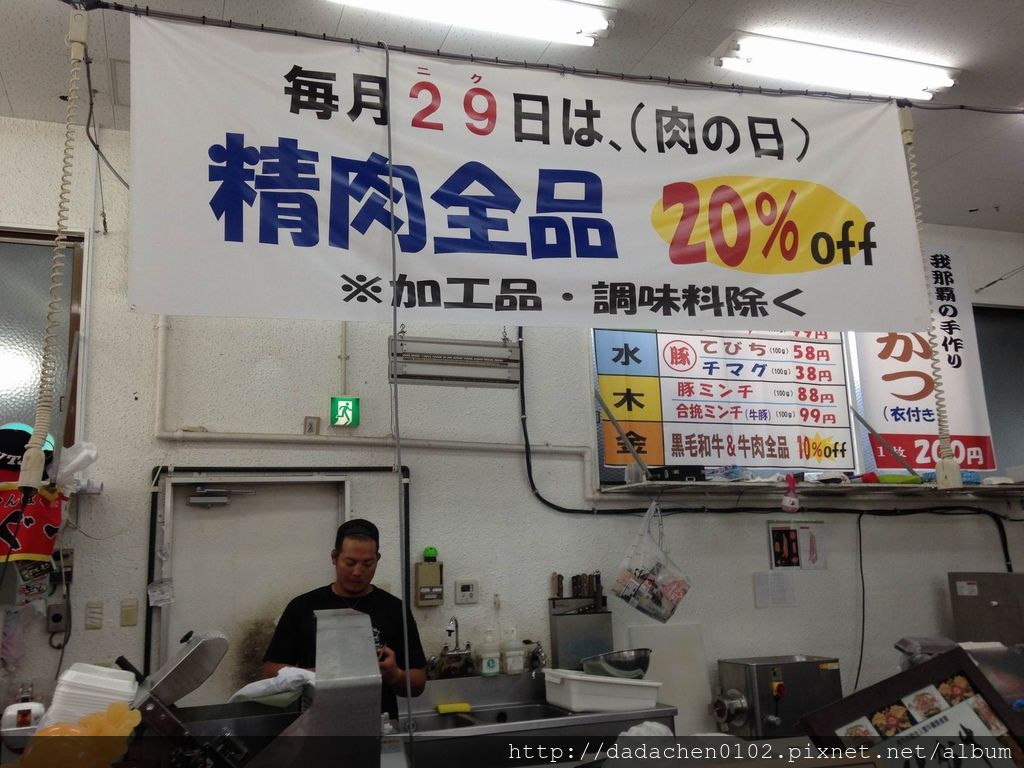 ニク
毎月29日は、(肉の日)
精肉全品 20% off
※加工品・調味料除く
我那覇の手作り
かつ
(衣付き
1枚 200円
99円
水 豚 てびち (100g) 58円
チマグ (100g) 38円
木 豚ミンチ (100g) 88円
合挽ミンチ(牛豚) (100g) 99円
金 黒毛和牛&牛肉全品 10%off
http://dadachen0102.pixnet.net/album